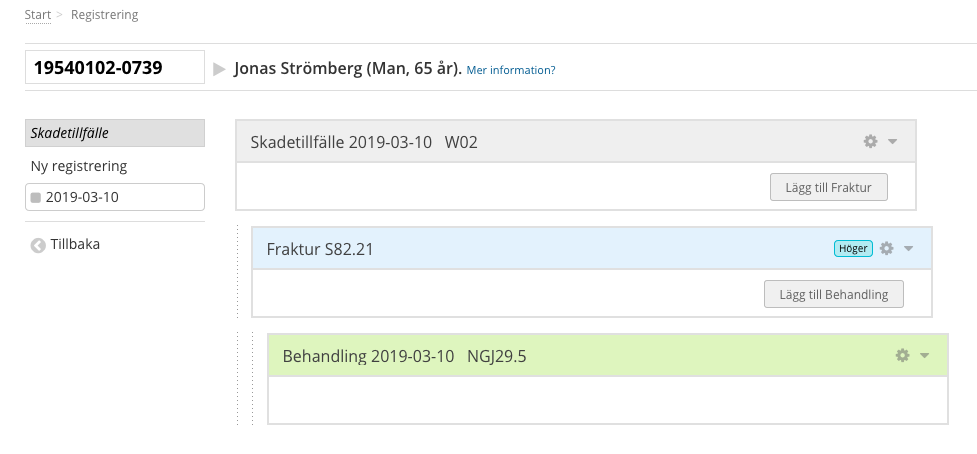 Start > Registrering
19540102-0739
Jonas Strömberg (Man, 65 år). Mer information?
Skadetillfälle
Ny registrering
2019-03-10
Tillbaka
Skadetillfälle 2019-03-10 W02
Lägg till Fraktur
Fraktur S82.21
Höger
Lägg till Behandling
Behandling 2019-03-10 NGJ29.5